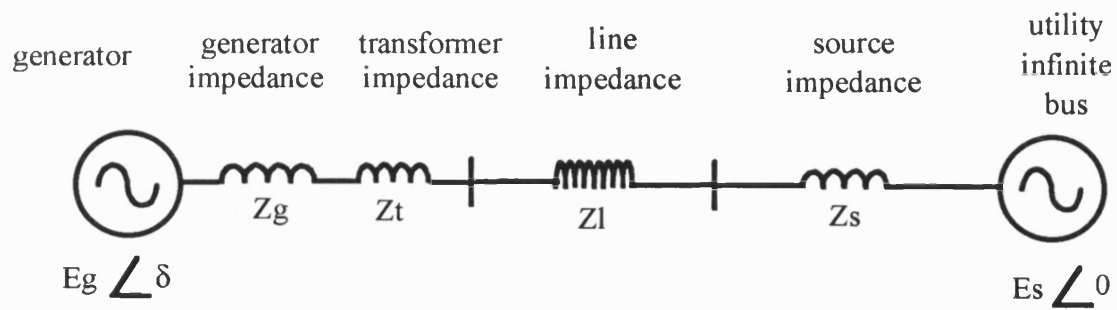 generator
generator
impedance
transformer
impedance
line
impedance
source
impedance
utility
infinite
bus
Zg
Zt
Zl
Zs
Eg ∠δ
Es ∠0